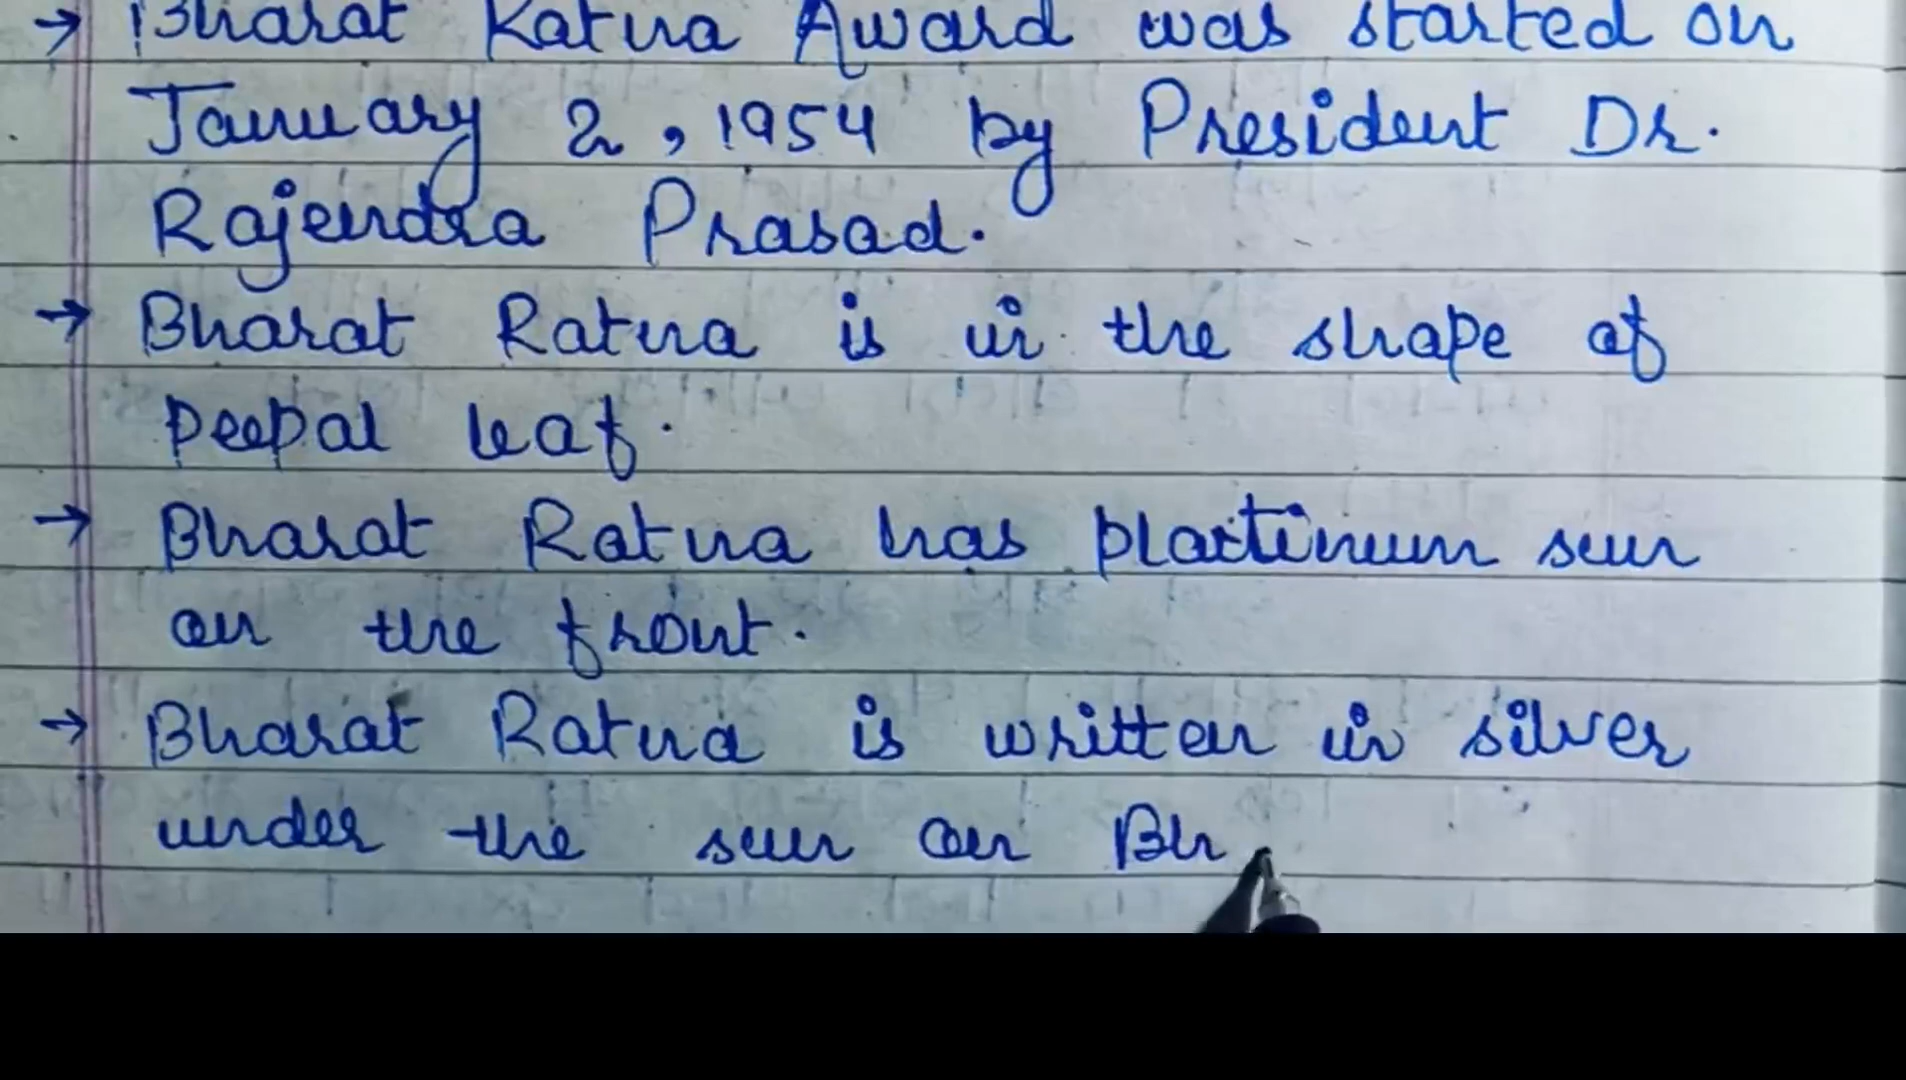 → Bharat Ratna Award was started on
January 2, 1954 by President Dr.
Rajendra Prasad.
→ Bharat Ratna is in the shape of
peepal leaf.
→ Bharat Ratna has plactinum sun
on the front.
→ Bharat Ratna is written in silver
under the sun on Bh